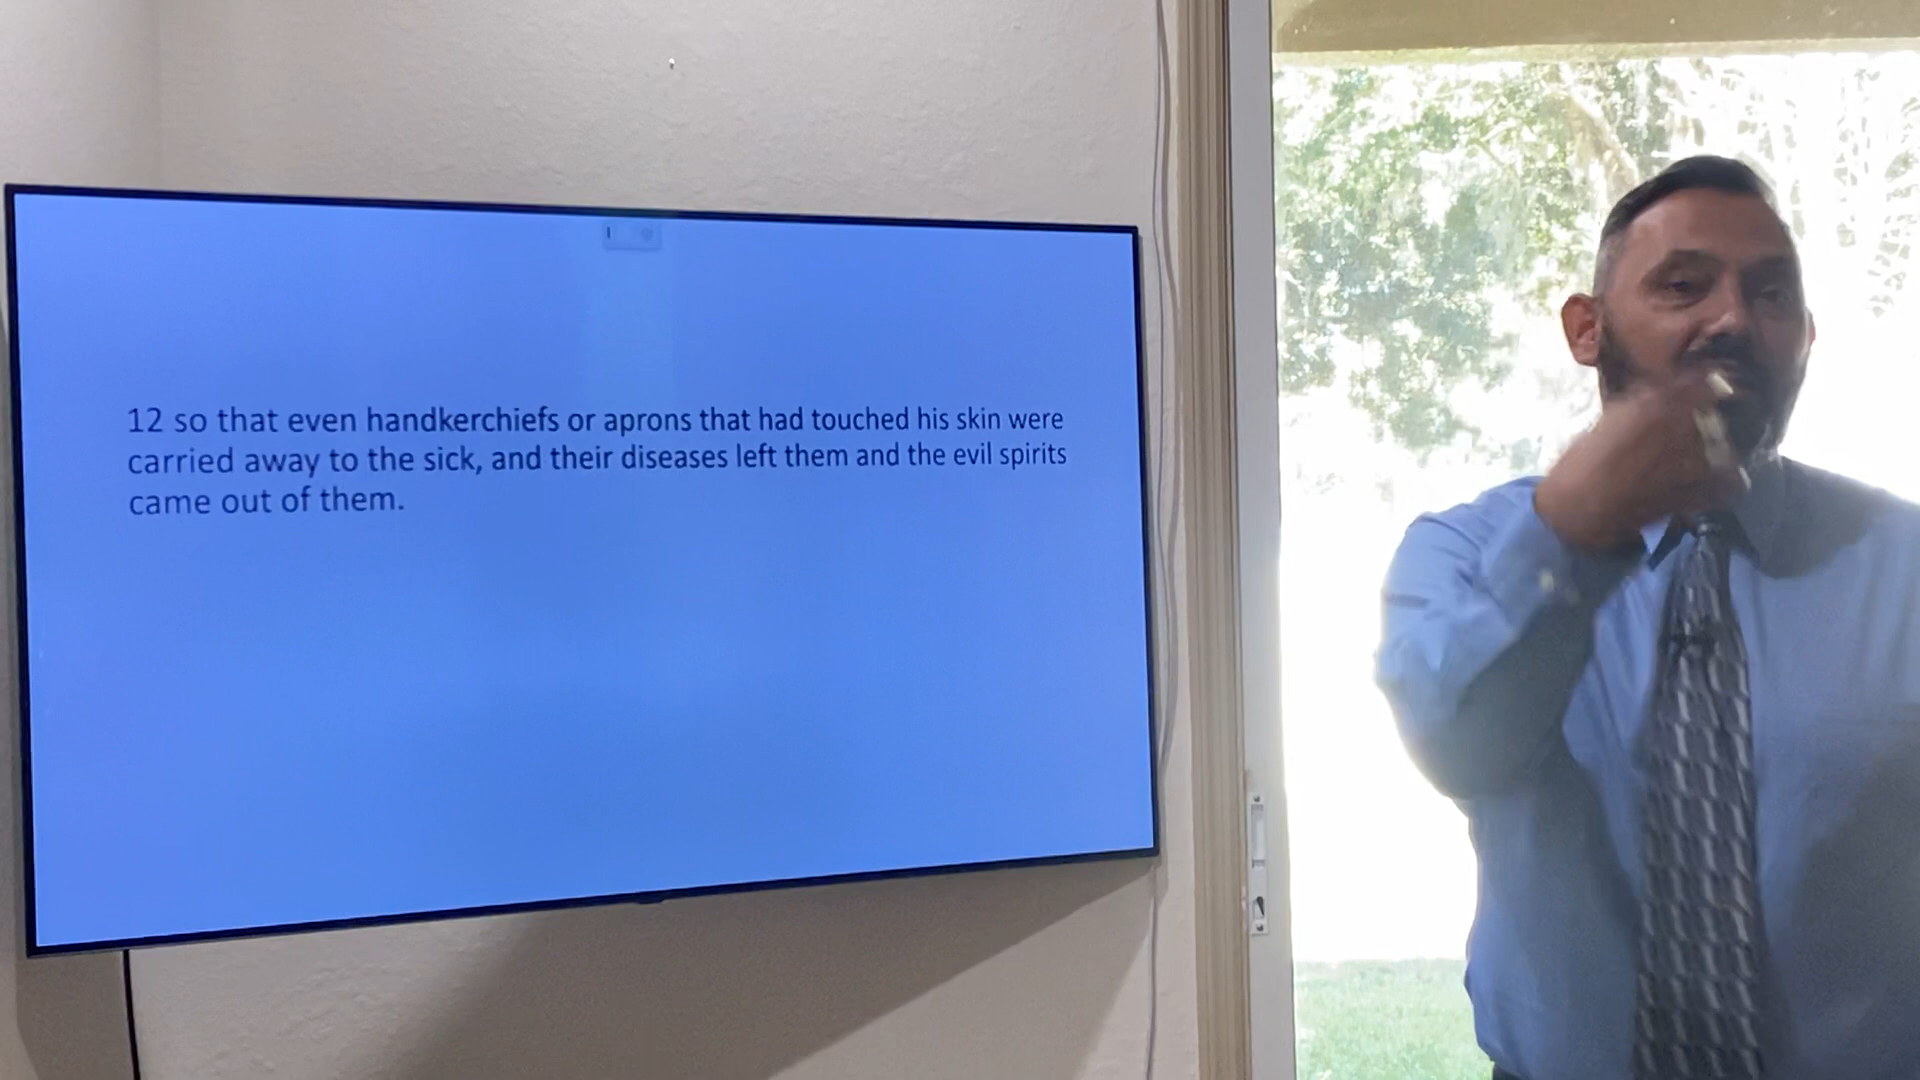 12 so that even handkerchiefs or aprons that had touched his skin were
carried away to the sick, and their diseases left them and the evil spirits
came out of them.